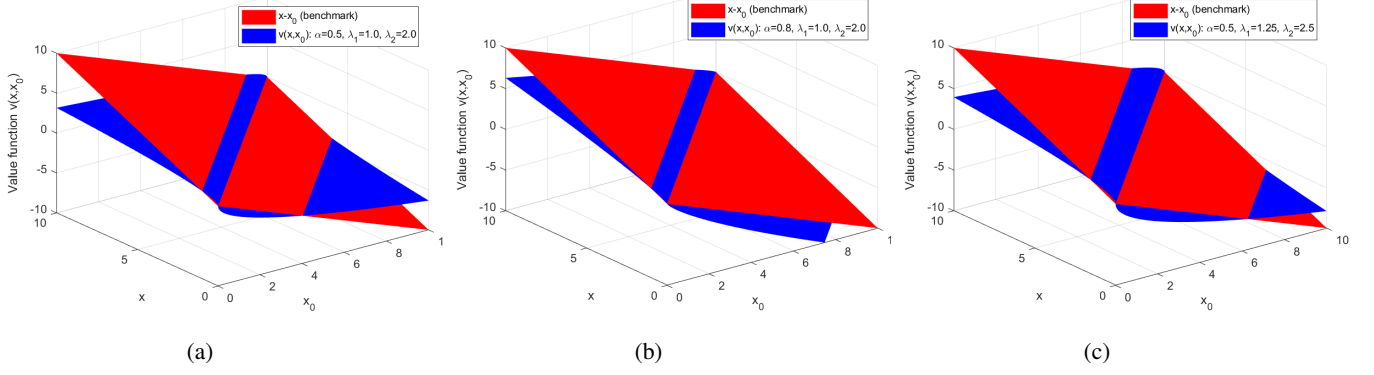 x-x0 (benchmark)
v(x,x0): α=0.5, λ1=1.0, λ2=2.0
Value function v(x,x0)
10
5
0
-5
-10
10
5
0
x
0
2
4
6
8
1
x0
(a)
x-x0 (benchmark)
v(x,x0): α=0.8, λ1=1.0, λ2=2.0
Value function v(x,x0)
10
5
0
-5
-10
10
5
0
x
0
2
4
6
8
1
x0
(b)
x-x0 (benchmark)
v(x,x0): α=0.5, λ1=1.25, λ2=2.5
Value function v(x,x0)
10
5
0
-5
-10
10
5
0
x
0
2
4
6
8
10
x0
(c)